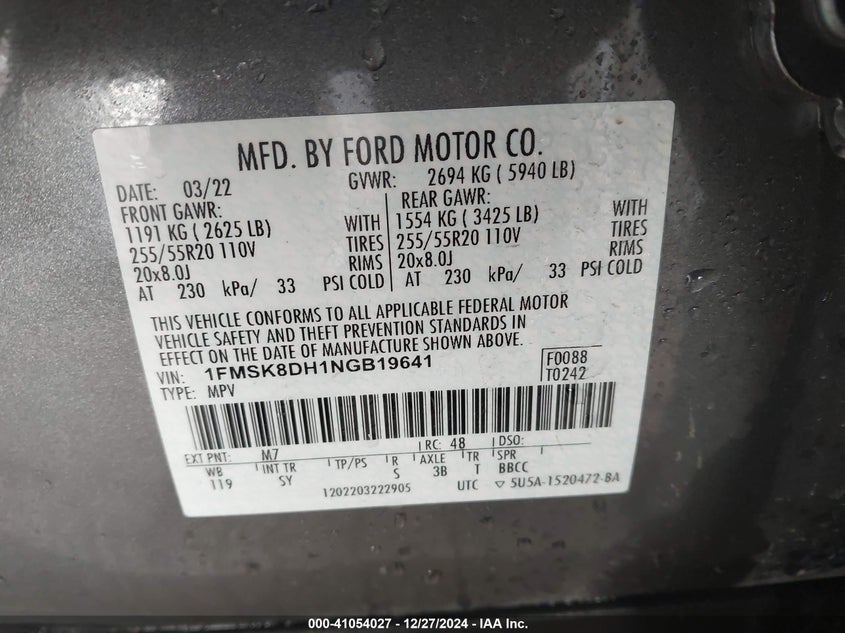 MFD. BY FORD MOTOR CO.
DATE: 03/22 GVWR: 2694 KG ( 5940 LB)
FRONT GAWR: REAR GAWR:
1191 KG ( 2625 LB) WITH 1554 KG ( 3425 LB) WITH
255/55R20 110V TIRES 255/55R20 110V TIRES
20x8.0J RIMS 20x8.0J RIMS
AT 230 kPa/ 33 PSI COLD AT 230 kPa/ 33 PSI COLD
THIS VEHICLE CONFORMS TO ALL APPLICABLE FEDERAL MOTOR
VEHICLE SAFETY AND THEFT PREVENTION STANDARDS IN
EFFECT ON THE DATE OF MANUFACTURE SHOWN ABOVE.
VIN: 1FMSK8DH1NGB19641 F0088
TYPE: MPV T0242
EXT PNT: M7 RC: 48 DSO:
WB INT TR TP/PS R AXLE TR SPR
119 SY S 3B T BBCC
1202203222905 UTC ▽ 5U5A-1520472-BA
000-41054027 - 12/27/2024 - IAA Inc.